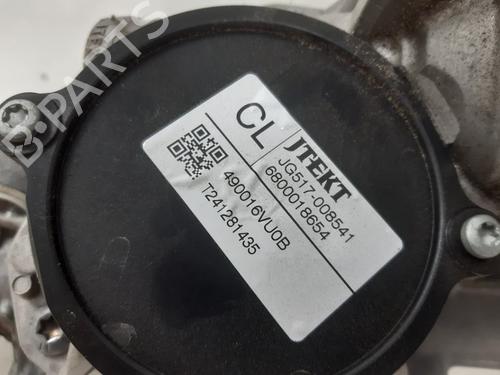 B-PARTS
CL
JTEKT
JG517-008541
6800018654
490016VU0B
T241281435